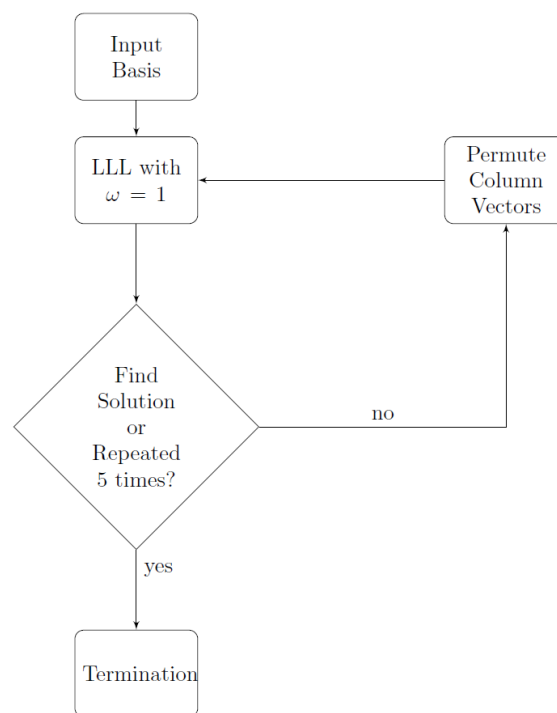 Input
Basis
LLL with
ω = 1
Permute
Column
Vectors
Find
Solution
or
Repeated
5 times?
no
yes
Termination